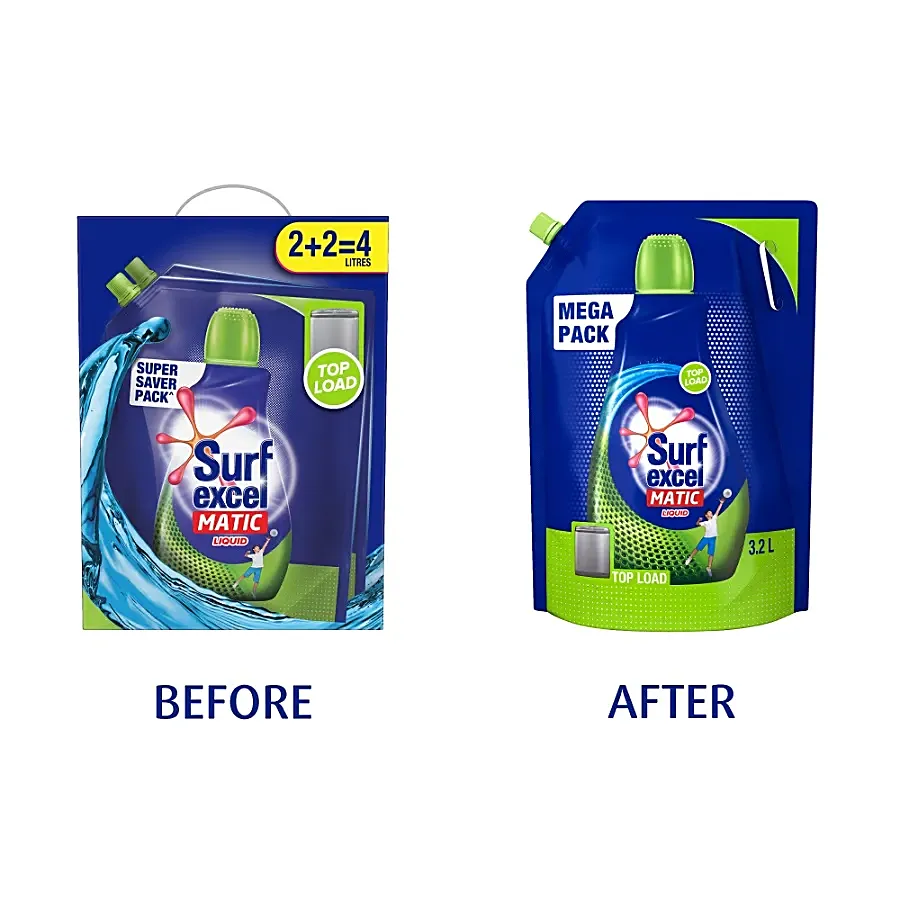 2+2=4
LITRES
SUPER
SAVER
PACK^
TOP
LOAD
Surf
excel
MATIC
LIQUID
BEFORE
MEGA
PACK
TOP
LOAD
Surf
excel
MATIC
LIQUID
3.2 L
TOP LOAD
AFTER